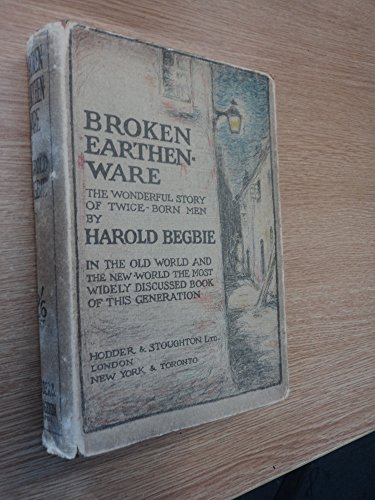 BROKEN
EARTHEN-
WARE
THE WONDERFUL STORY
OF TWICE-BORN MEN
BY
HAROLD BEGBIE
IN THE OLD WORLD AND
THE NEW WORLD THE MOST
WIDELY DISCUSSED BOOK
OF THIS GENERATION
HODDER & STOUGHTON LTD.
LONDON
NEW YORK & TORONTO